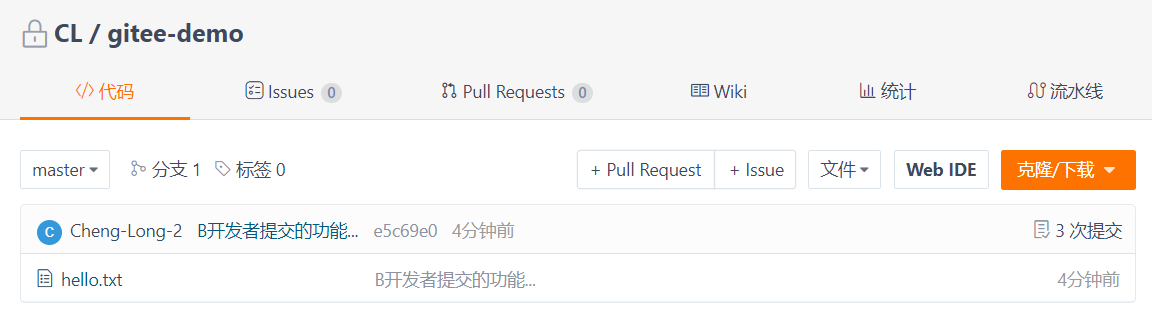 CL / gitee-demo
代码 Issues 0 Pull Requests 0 Wiki 统计 流水线
master 分支 1 标签 0 + Pull Request + Issue 文件 Web IDE 克隆/下载
C Cheng-Long-2 B开发者提交的功能... e5c69e0 4分钟前 3 次提交
hello.txt B开发者提交的功能... 4分钟前